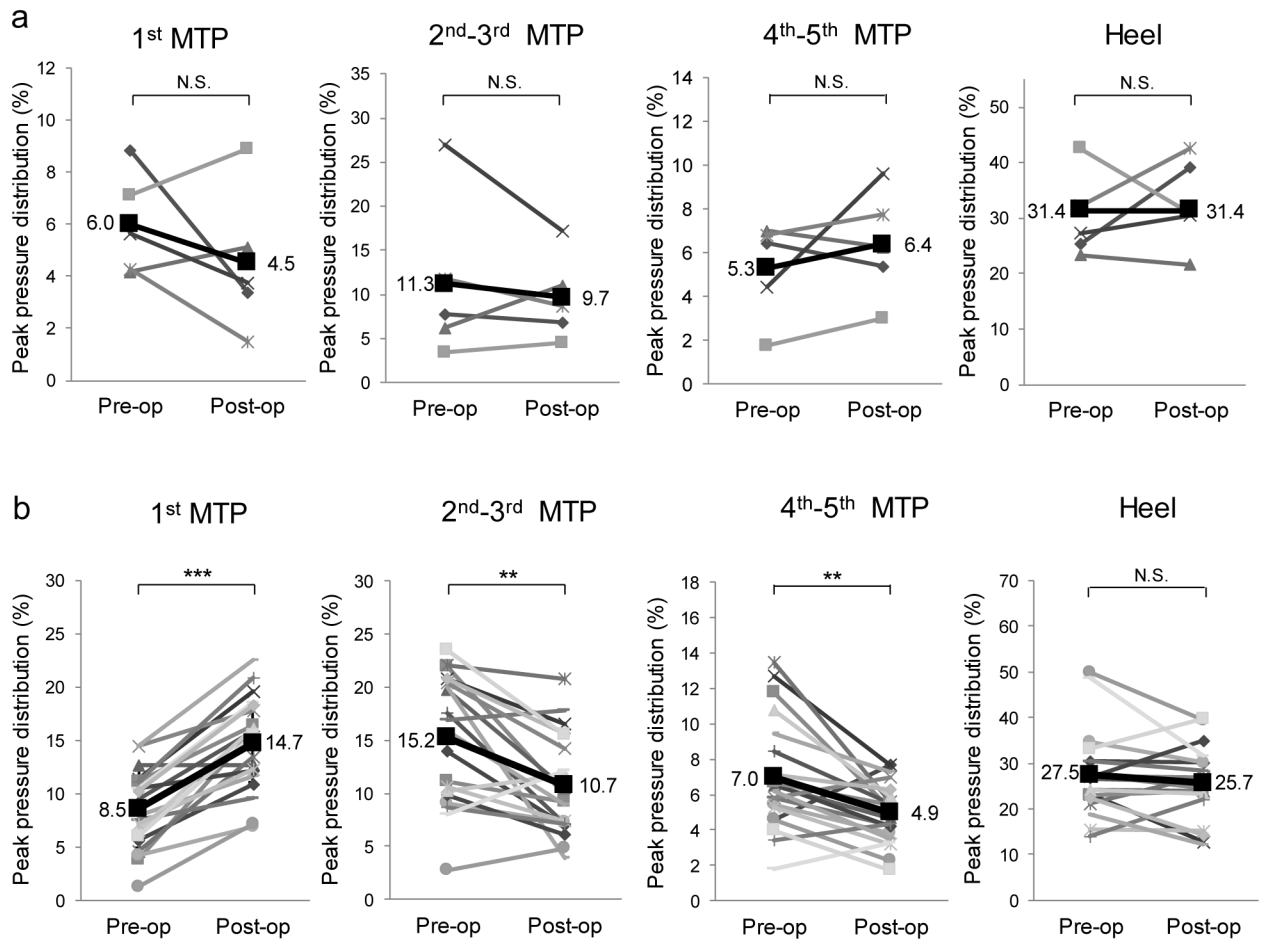 a
1st MTP
2nd-3rd MTP
4th-5th MTP
Heel
Peak pressure distribution (%)
12
10
8
6
4
2
0
N.S.
6.0
4.5
Pre-op
Post-op
Peak pressure distribution (%)
35
30
25
20
15
10
5
0
N.S.
11.3
9.7
Pre-op
Post-op
Peak pressure distribution (%)
14
12
10
8
6
4
2
0
N.S.
5.3
6.4
Pre-op
Post-op
Peak pressure distribution (%)
50
40
30
20
10
0
N.S.
31.4
31.4
Pre-op
Post-op
b
1st MTP
2nd-3rd MTP
4th-5th MTP
Heel
Peak pressure distribution (%)
30
25
20
15
10
5
0
***
8.5
14.7
Pre-op
Post-op
Peak pressure distribution (%)
30
25
20
15
10
5
0
**
15.2
10.7
Pre-op
Post-op
Peak pressure distribution (%)
18
16
14
12
10
8
6
4
2
0
**
7.0
4.9
Pre-op
Post-op
Peak pressure distribution (%)
70
60
50
40
30
20
10
0
N.S.
27.5
25.7
Pre-op
Post-op